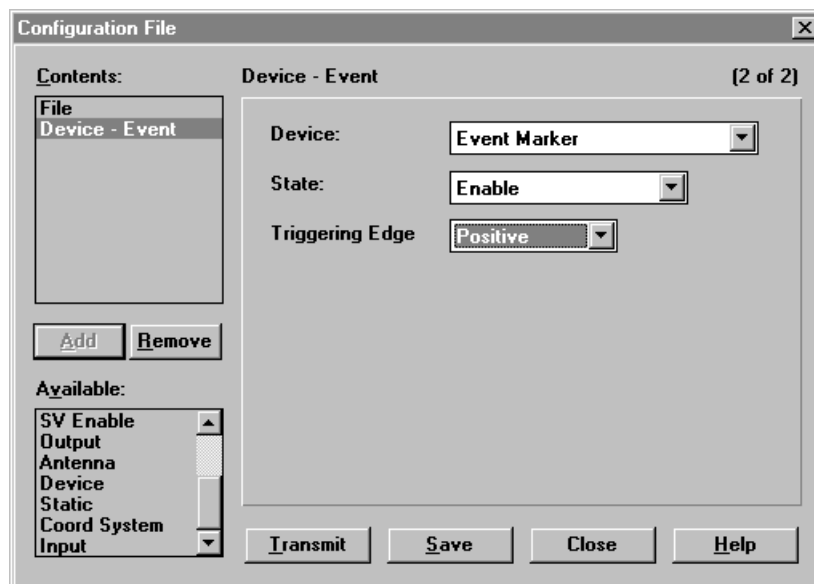 Configuration File
Contents:
File
Device - Event
Add
Remove
Available:
SV Enable
Output
Antenna
Device
Static
Coord System
Input
Device - Event
(2 of 2)
Device:
Event Marker
State:
Enable
Triggering Edge
Positive
Transmit
Save
Close
Help